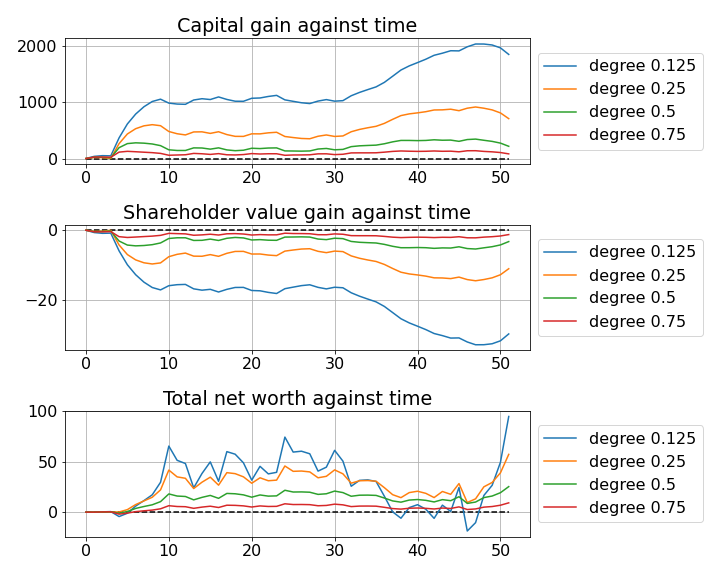 Capital gain against time
2000
1000
0
0 10 20 30 40 50
degree 0.125
degree 0.25
degree 0.5
degree 0.75
Shareholder value gain against time
0
−20
0 10 20 30 40 50
degree 0.125
degree 0.25
degree 0.5
degree 0.75
Total net worth against time
100
50
0
0 10 20 30 40 50
degree 0.125
degree 0.25
degree 0.5
degree 0.75